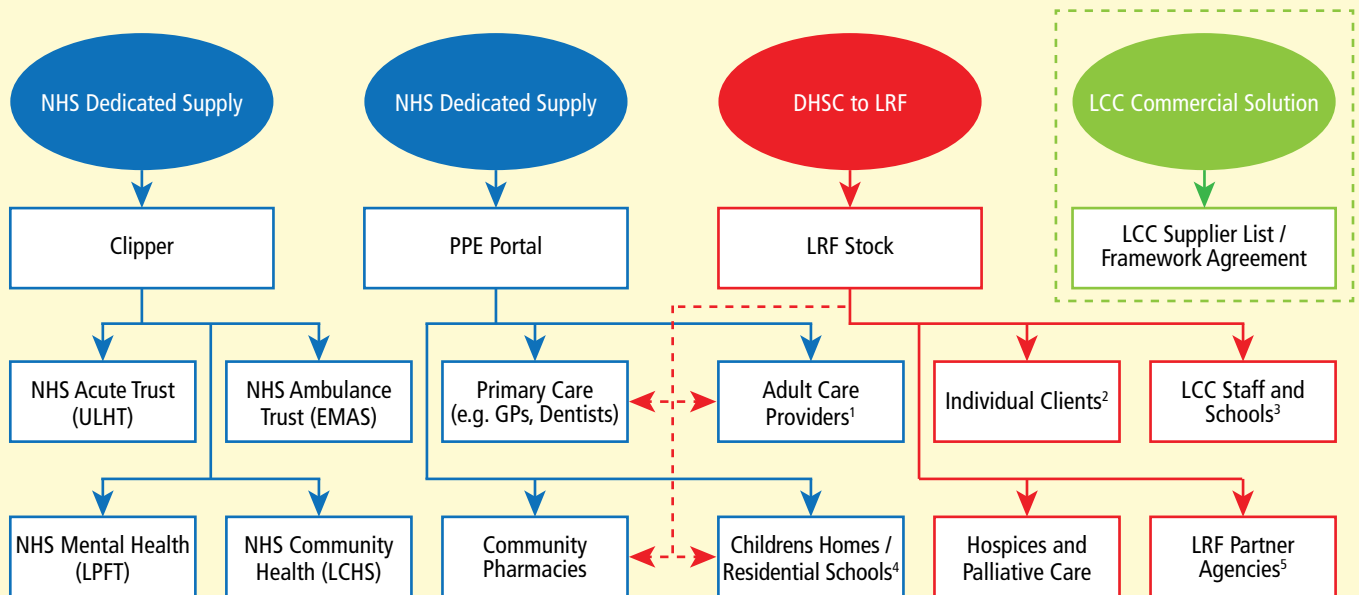 NHS Dedicated Supply
NHS Dedicated Supply
DHSC to LRF
LCC Commercial Solution
Clipper
PPE Portal
LRF Stock
LCC Supplier List /
Framework Agreement
NHS Acute Trust
(ULHT)
NHS Ambulance
Trust (EMAS)
Primary Care
(e.g. GPs, Dentists)
Adult Care
Providers¹
Individual Clients²
LCC Staff and
Schools³
NHS Mental Health
(LPFT)
NHS Community
Health (LCHS)
Community
Pharmacies
Childrens Homes /
Residential Schools⁴
Hospices and
Palliative Care
LRF Partner
Agencies⁵